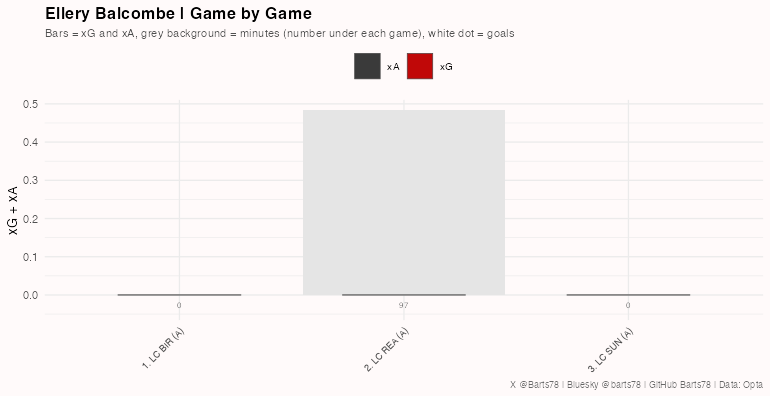 Ellery Balcombe | Game by Game
Bars = xG and xA, grey background = minutes (number under each game), white dot = goals
xA xG
xG + xA
0.5
0.4
0.3
0.2
0.1
0.0
0 97 0
1. LC BIR (A) 2. LC REA (A) 3. LC SUN (A)
X @Barts78 | Bluesky @barts78 | GitHub Barts78 | Data: Opta